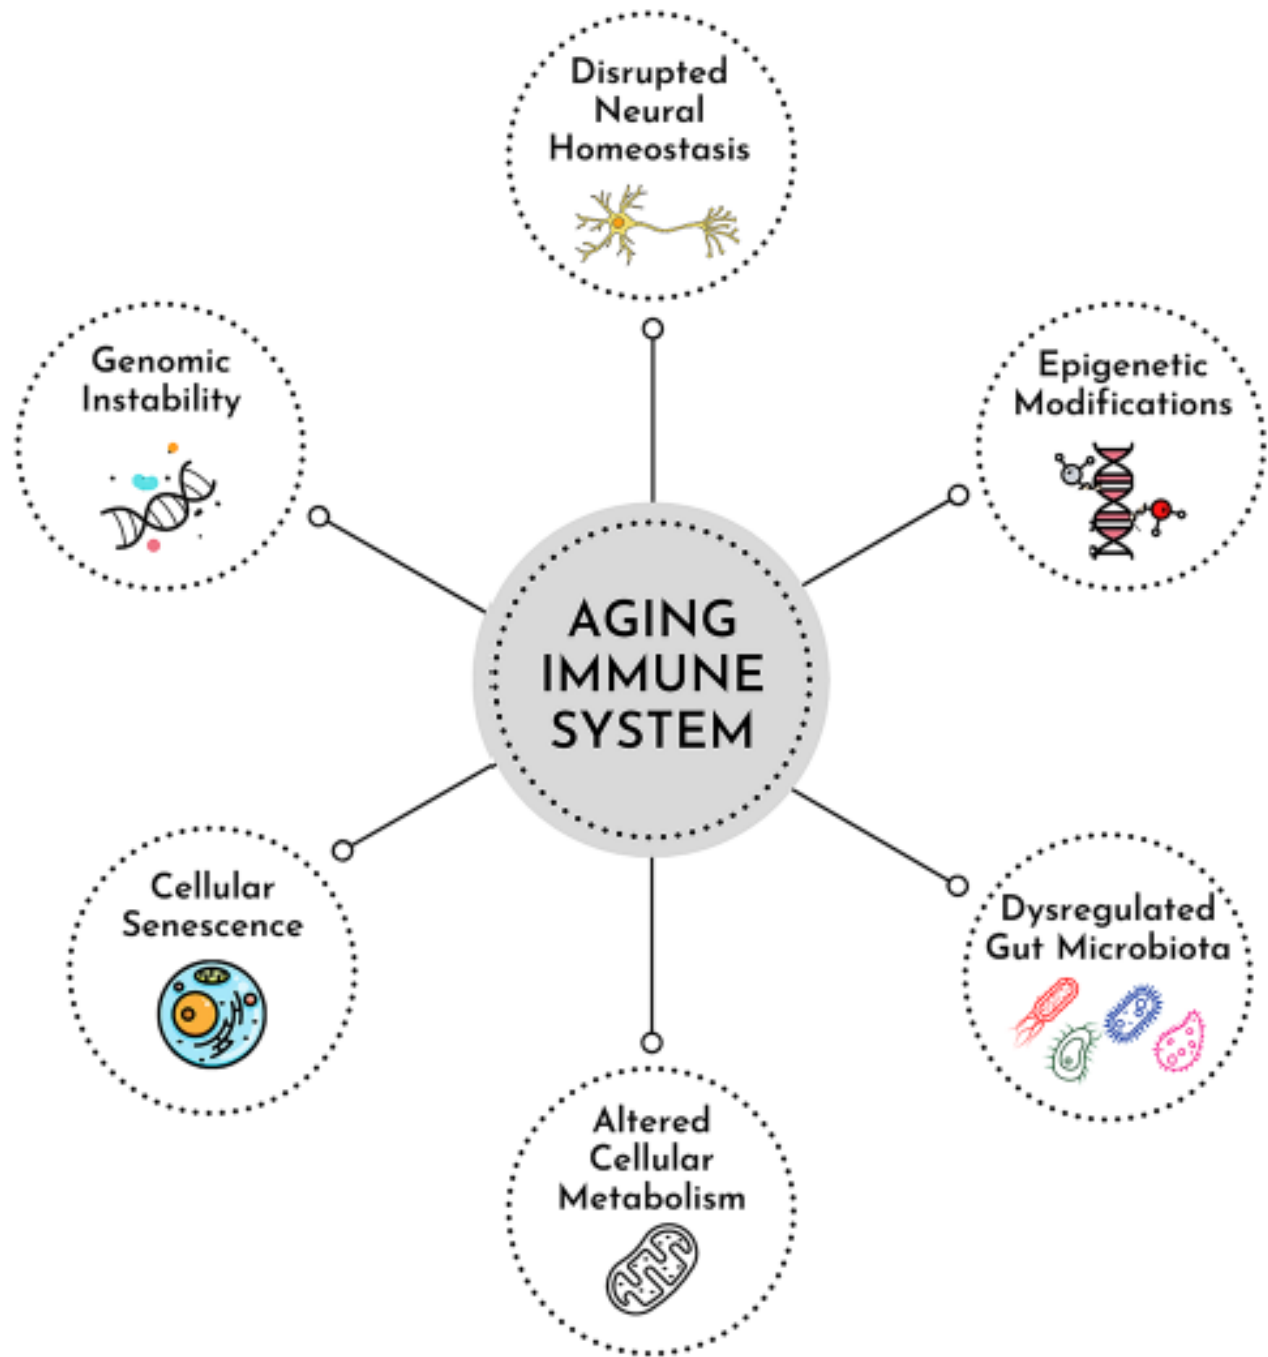 Disrupted
Neural
Homeostasis
Genomic
Instability
Epigenetic
Modifications
AGING
IMMUNE
SYSTEM
Cellular
Senescence
Dysregulated
Gut Microbiota
Altered
Cellular
Metabolism